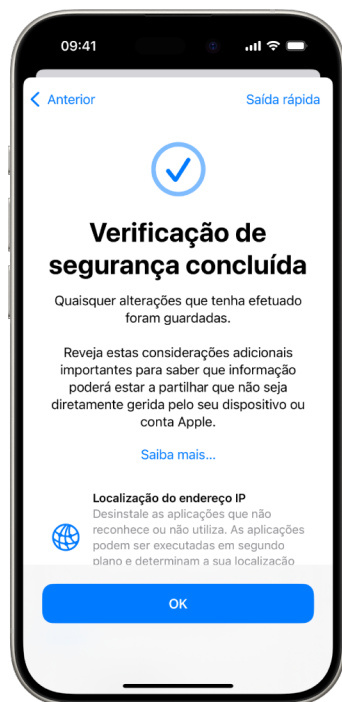 09:41
Anterior
Saída rápida
Verificação de
segurança concluída
Quaisquer alterações que tenha efetuado
foram guardadas.
Reveja estas considerações adicionais
importantes para saber que informação
poderá estar a partilhar que não seja
diretamente gerida pelo seu dispositivo ou
conta Apple.
Saiba mais...
Localização do endereço IP
Desinstale as aplicações que não
reconhece ou não utiliza. As aplicações
podem ser executadas em segundo
plano e determinam a sua localização
OK